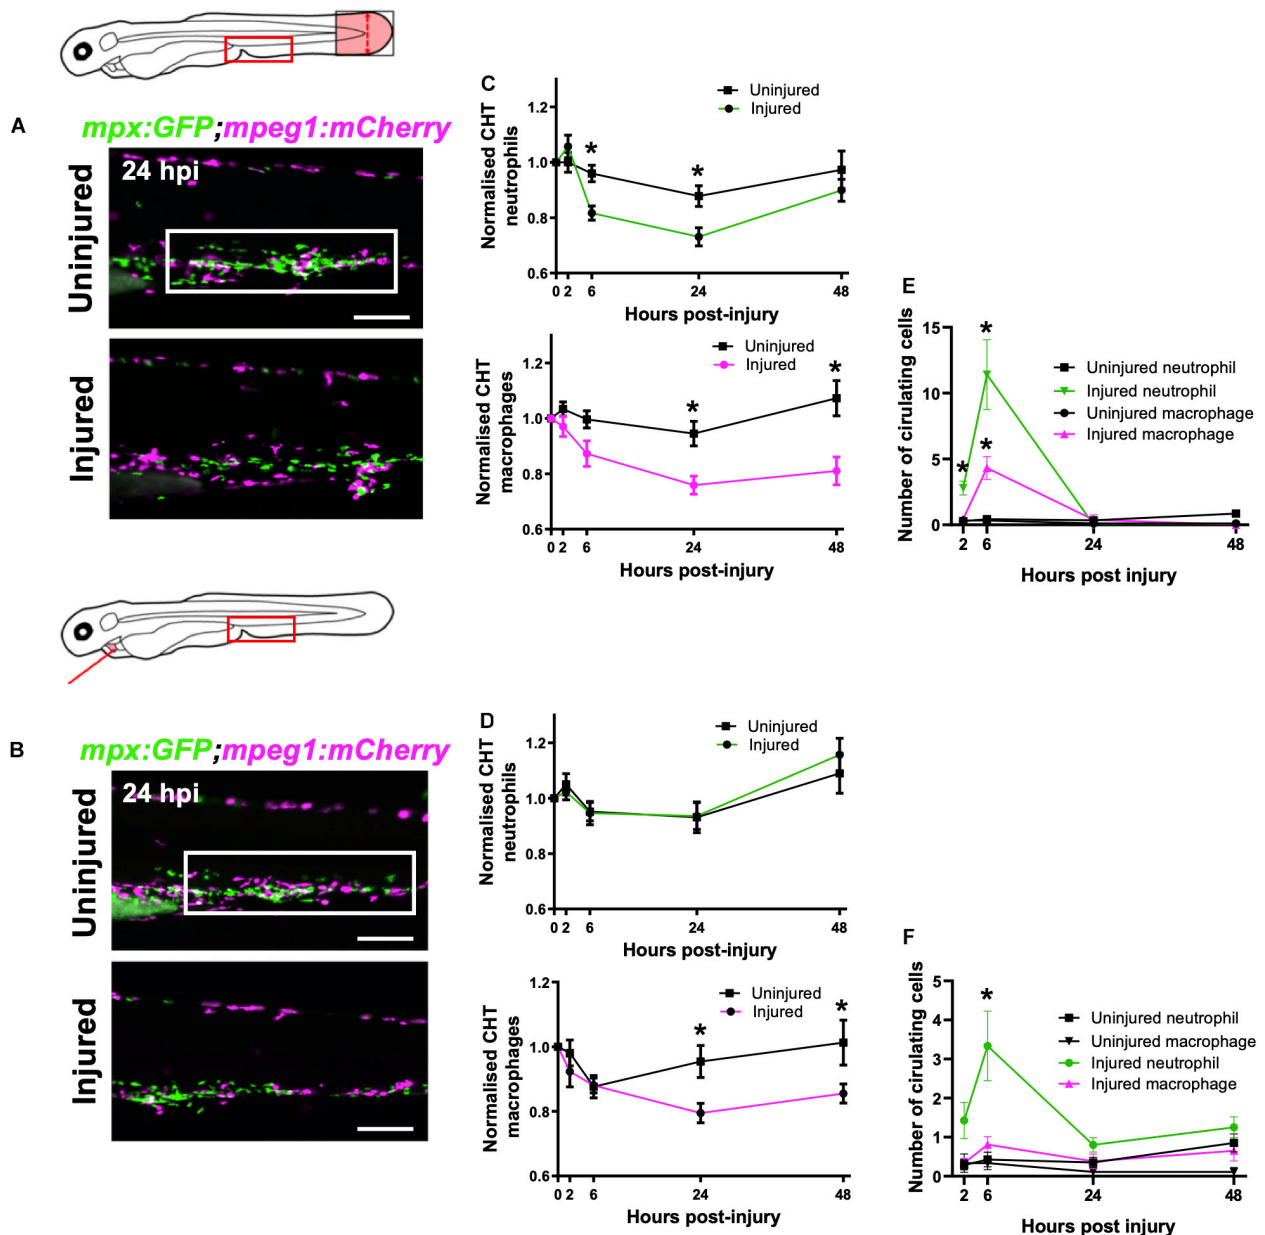 A
mpx:GFP;mpeg1:mCherry
Uninjured
24 hpi
Injured
C
Normalised CHT
neutrophils
1.2
1.0
0.8
0.6
Uninjured
Injured
*
*
0 2 6 24 48
Hours post-injury
Normalised CHT
macrophages
1.2
1.0
0.8
0.6
Uninjured
Injured
*
*
0 2 6 24 48
Hours post-injury
E
Number of cirulating cells
15
10
5
0
*
*
*
Uninjured neutrophil
Injured neutrophil
Uninjured macrophage
Injured macrophage
2 6 24 48
Hours post injury
B
mpx:GFP;mpeg1:mCherry
Uninjured
24 hpi
Injured
D
Normalised CHT
neutrophils
1.2
1.0
0.8
0.6
Uninjured
Injured
0 2 6 24 48
Hours post-injury
Normalised CHT
macrophages
1.2
1.0
0.8
0.6
Uninjured
Injured
*
*
0 2 6 24 48
Hours post-injury
F
Number of cirulating cells
5
4
3
2
1
0
*
Uninjured neutrophil
Uninjured macrophage
Injured neutrophil
Injured macrophage
2 6 24 48
Hours post injury